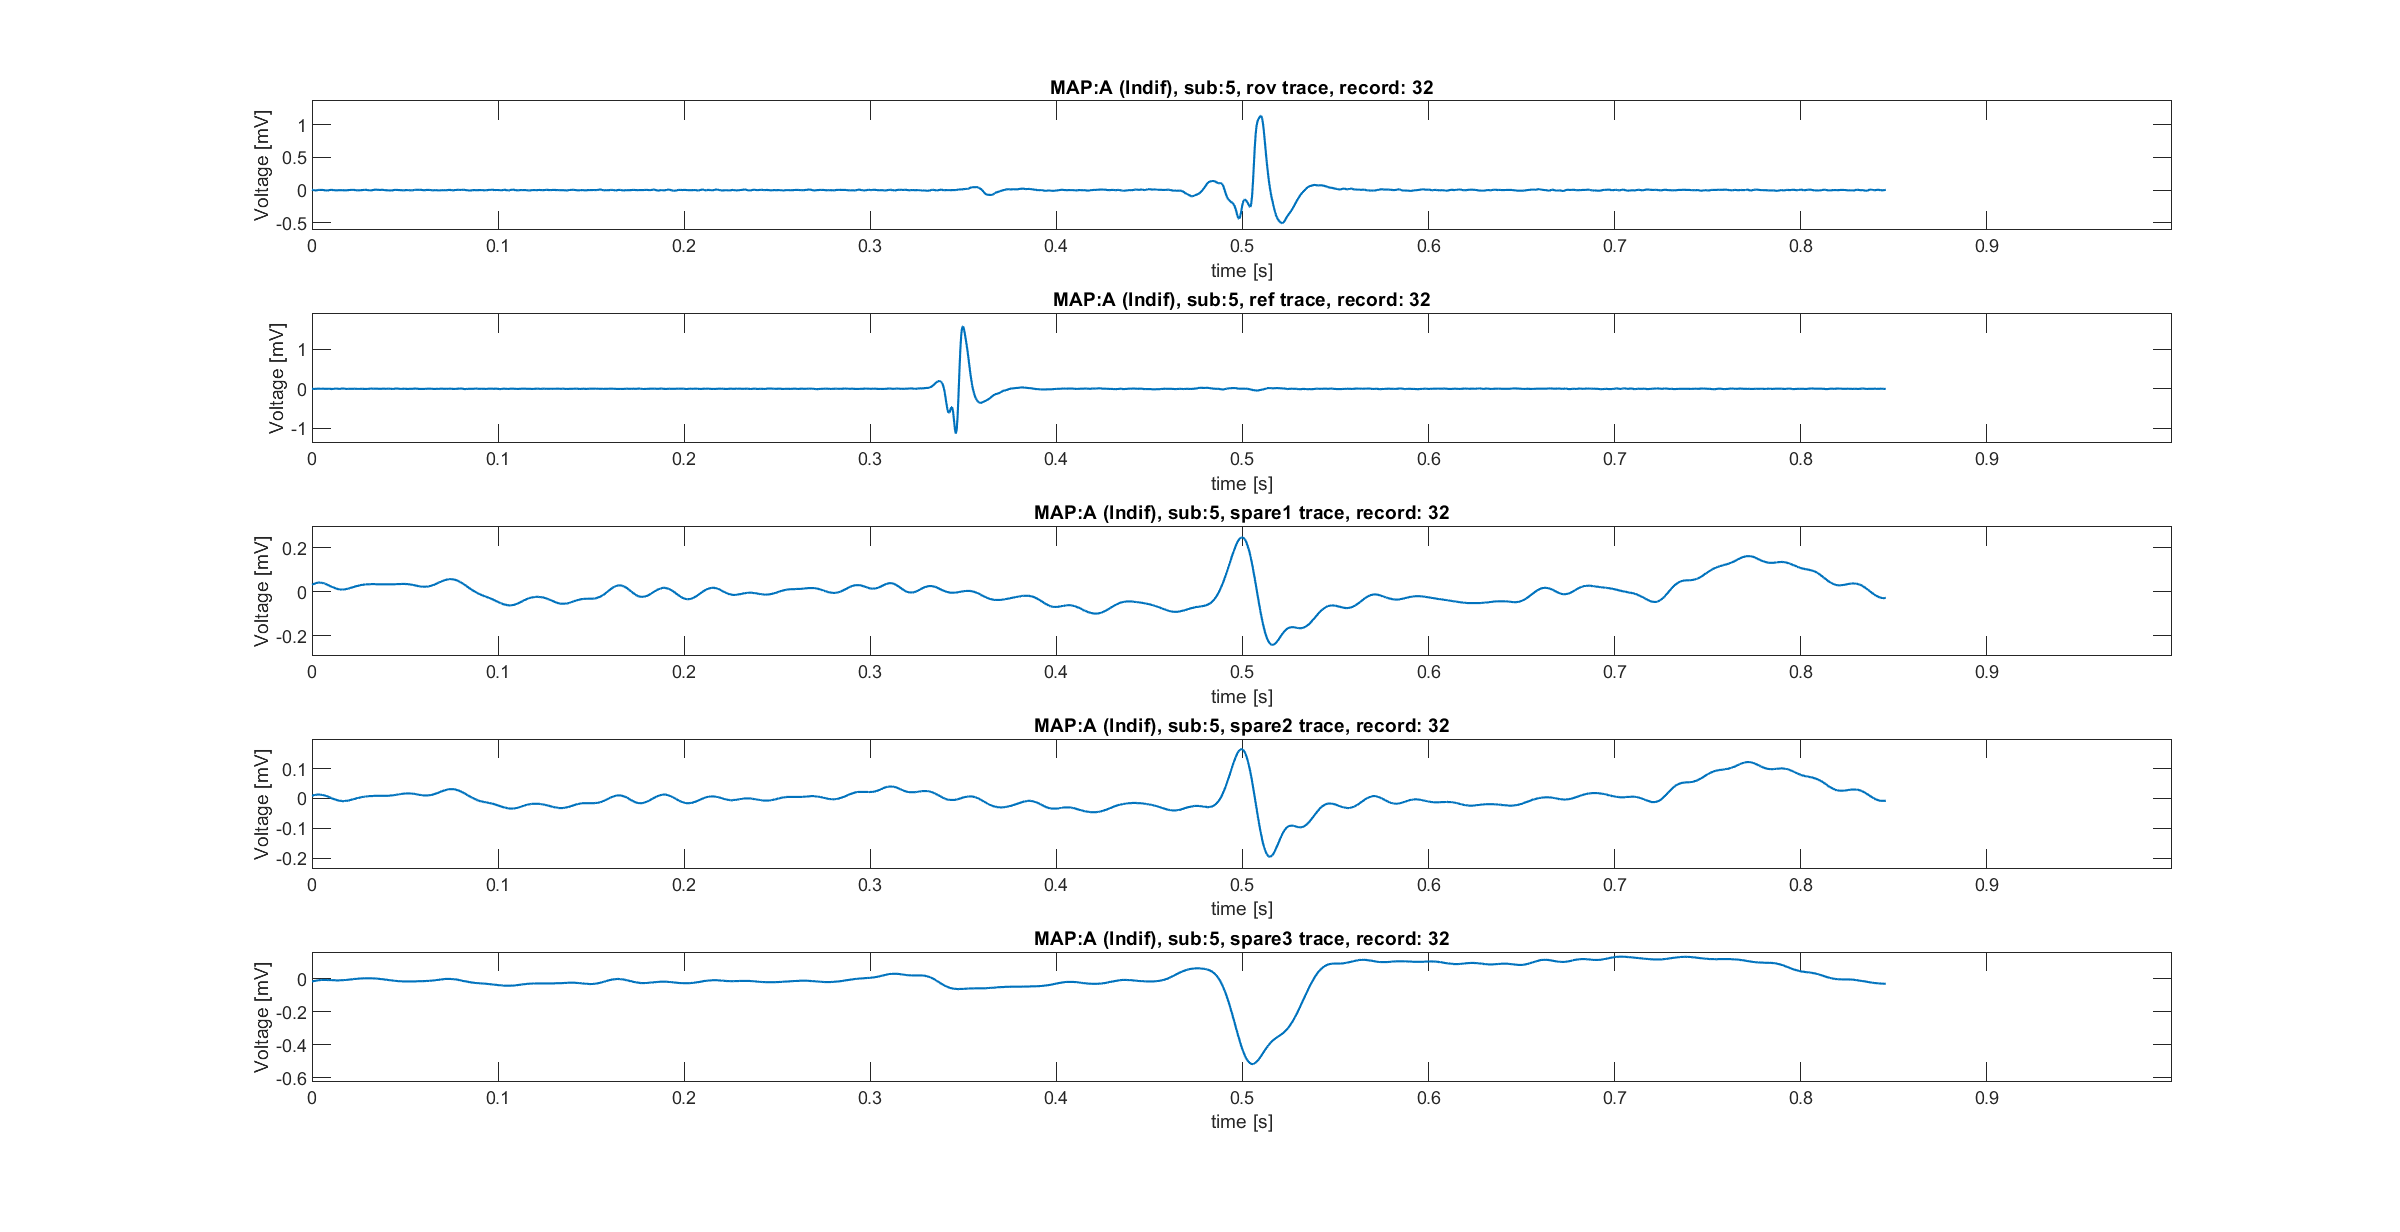 MAP:A (Indif), sub:5, rov trace, record: 32
Voltage [mV]
1
0.5
0
-0.5
0 0.1 0.2 0.3 0.4 0.5 0.6 0.7 0.8 0.9
time [s]
MAP:A (Indif), sub:5, ref trace, record: 32
Voltage [mV]
1
0
-1
0 0.1 0.2 0.3 0.4 0.5 0.6 0.7 0.8 0.9
time [s]
MAP:A (Indif), sub:5, spare1 trace, record: 32
Voltage [mV]
0.2
0
-0.2
0 0.1 0.2 0.3 0.4 0.5 0.6 0.7 0.8 0.9
time [s]
MAP:A (Indif), sub:5, spare2 trace, record: 32
Voltage [mV]
0.1
0
-0.1
-0.2
0 0.1 0.2 0.3 0.4 0.5 0.6 0.7 0.8 0.9
time [s]
MAP:A (Indif), sub:5, spare3 trace, record: 32
Voltage [mV]
0
-0.2
-0.4
-0.6
0 0.1 0.2 0.3 0.4 0.5 0.6 0.7 0.8 0.9
time [s]